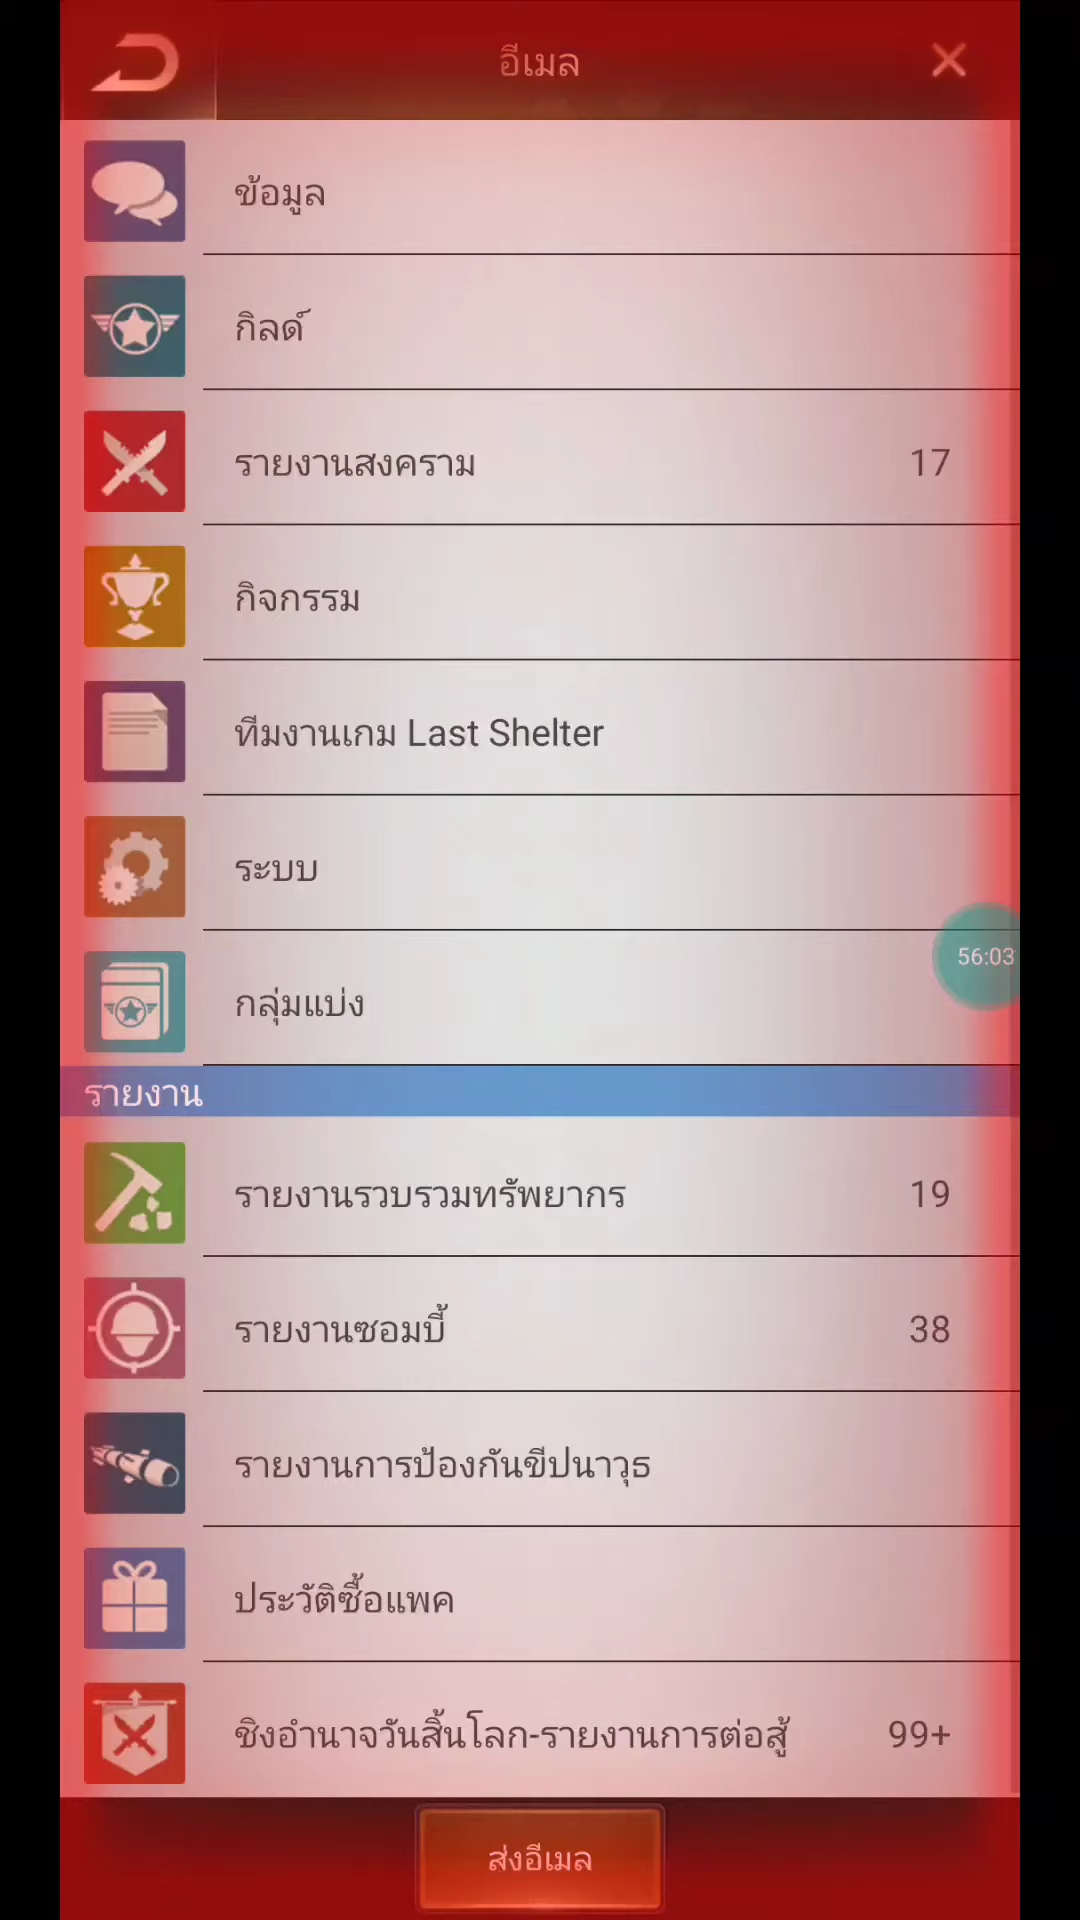 อีเมล
ข้อมูล
กิลด์
รายงานสงคราม 17
กิจกรรม
ทีมงานเกม Last Shelter
ระบบ
56:03
กลุ่มแบ่ง
รายงาน
รายงานรวบรวมทรัพยากร 19
รายงานซอมบี้ 38
รายงานการป้องกันขีปนาวุธ
ประวัติซื้อแพค
ชิงอำนาจวันสิ้นโลก-รายงานการต่อสู้ 99+
ส่งอีเมล